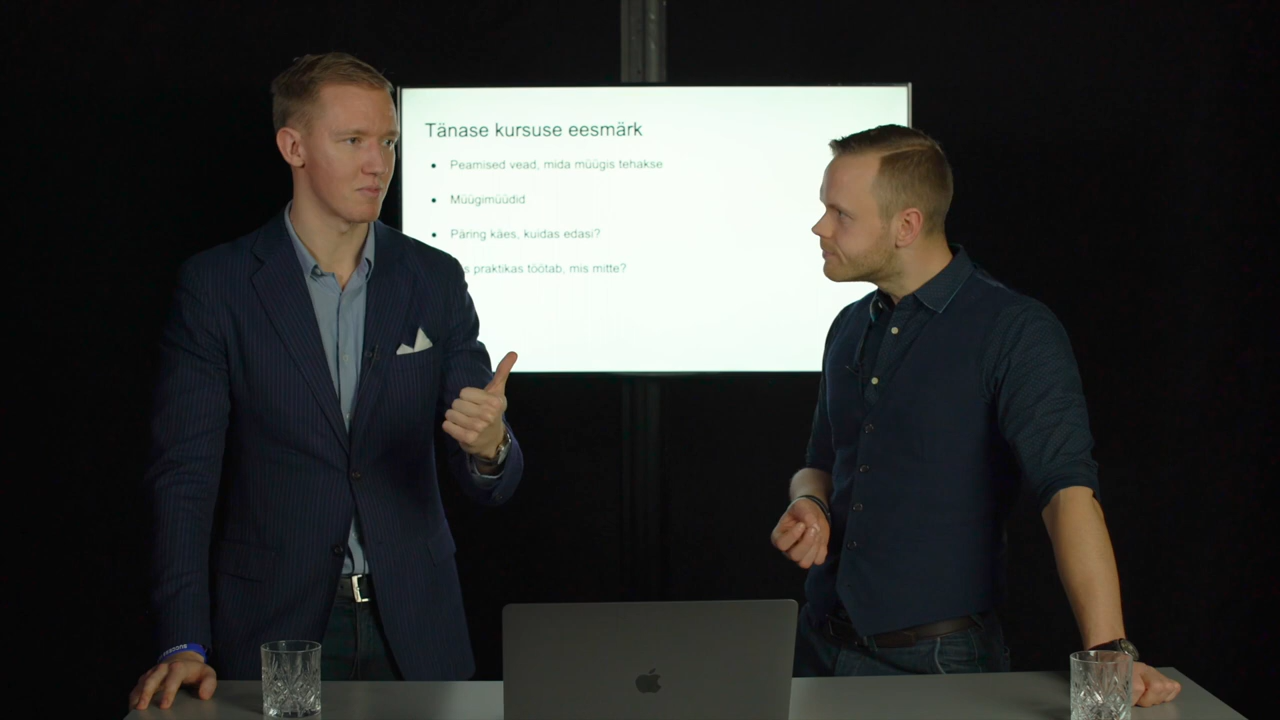 Tänase kursuse eesmärk
Peamised vead, mida müügis tehakse
Müügimüüdid
Päring käes, kuidas edasi?
praktikas töötab, mis mitte?